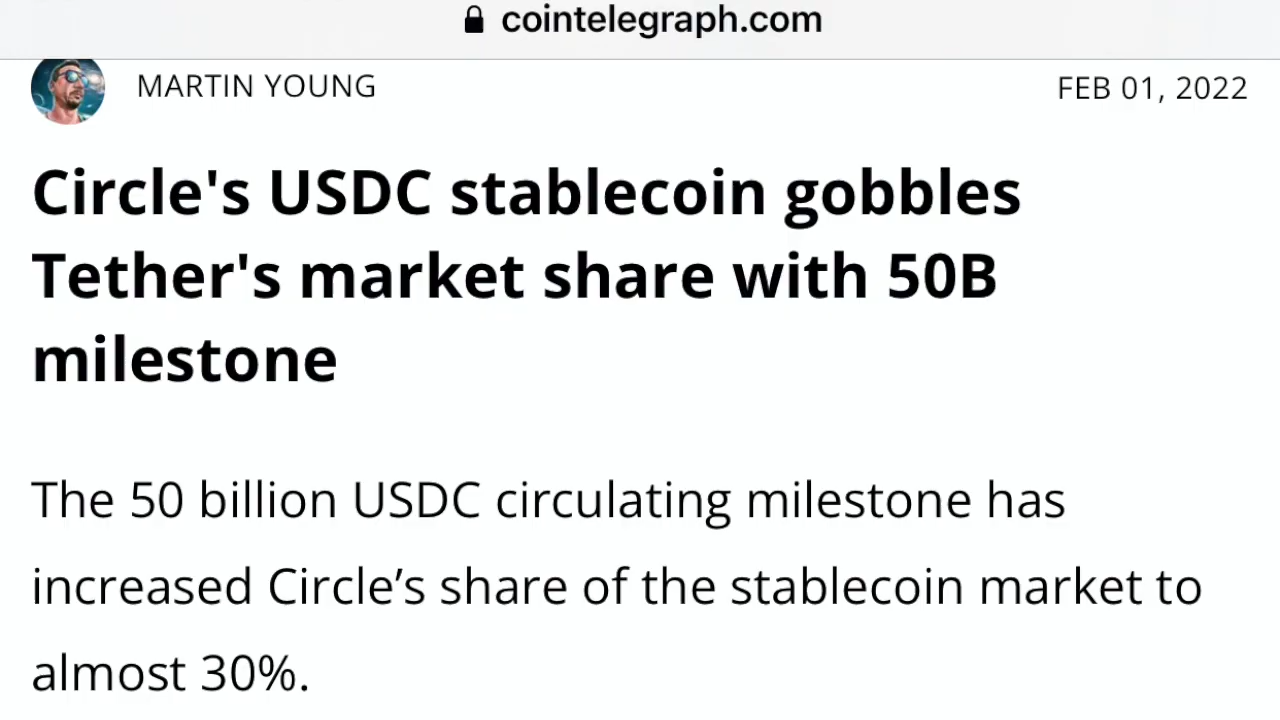 cointelegraph.com
MARTIN YOUNG
FEB 01, 2022
Circle's USDC stablecoin gobbles
Tether's market share with 50B
milestone
The 50 billion USDC circulating milestone has
increased Circle’s share of the stablecoin market to
almost 30%.